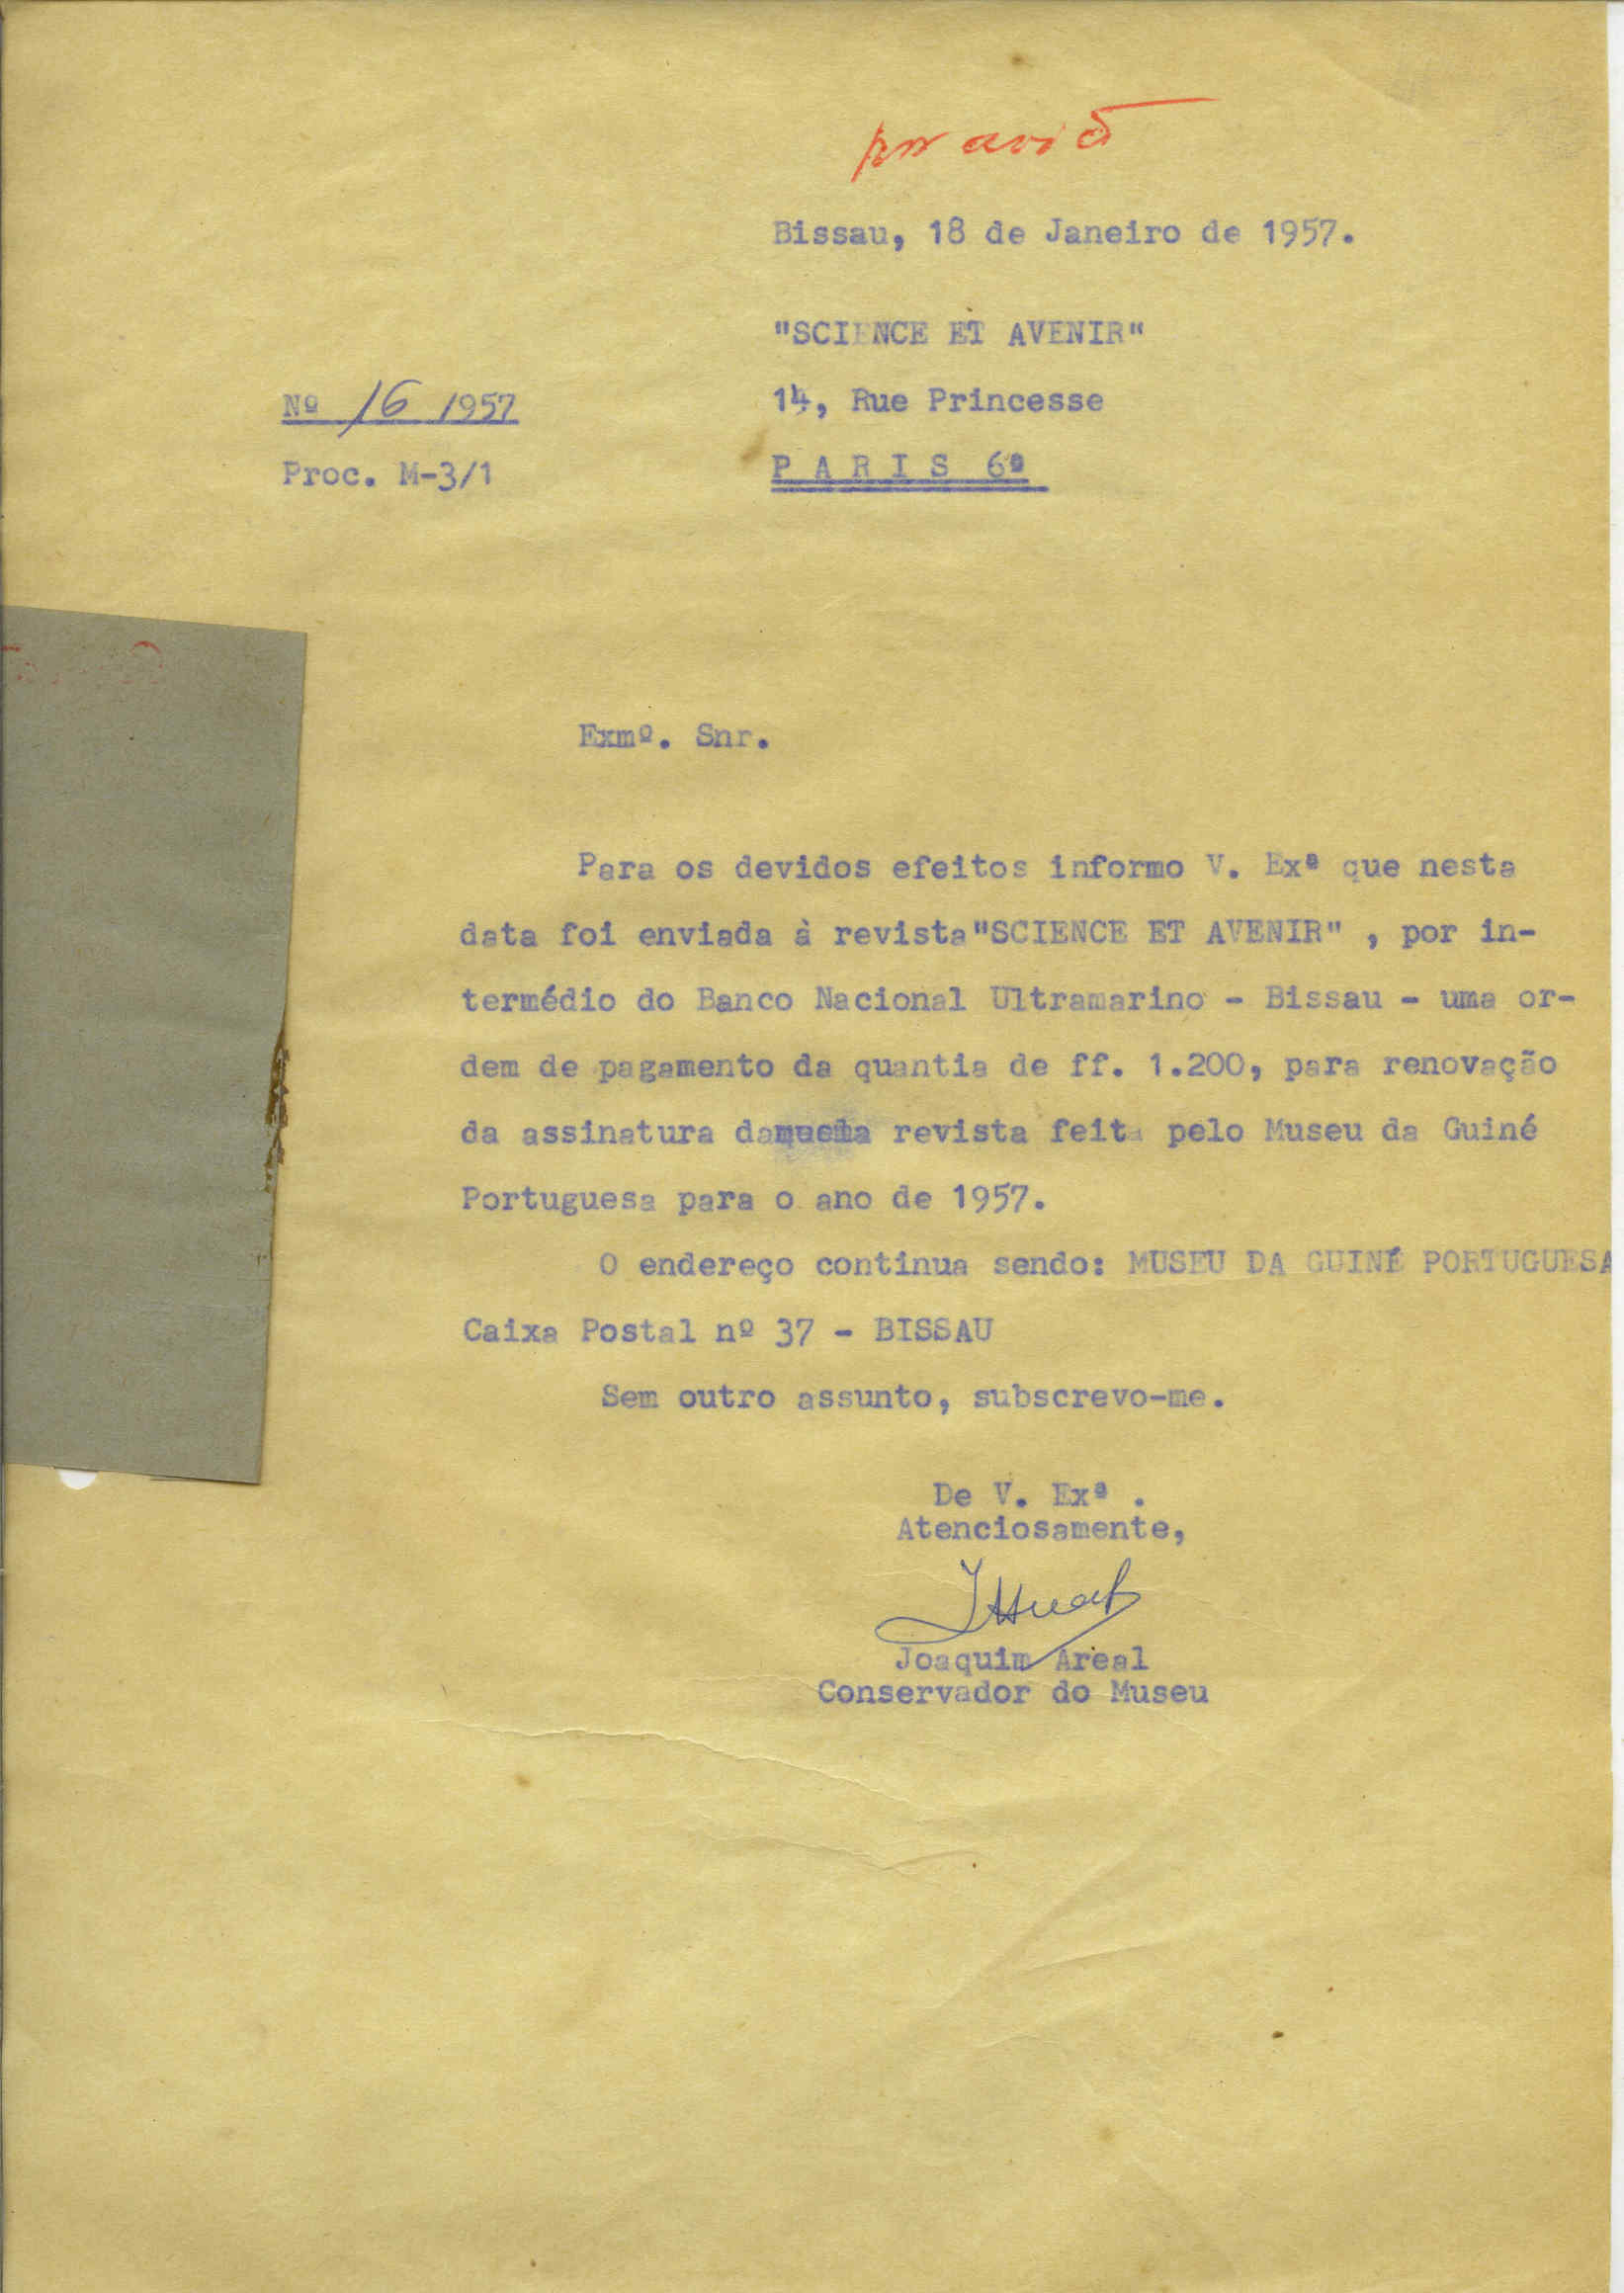 por avião
Bissau, 18 de Janeiro de 1957.
"SCIENCE ET AVENIR"
Nº 16 1957
14, Rue Princesse
Proc. M-3/1
PARIS 6º
Exmº. Snr.
Para os devidos efeitos informo V. Exª que nesta
data foi enviada à revista "SCIENCE ET AVENIR" , por in-
termédio do Banco Nacional Ultramarino - Bissau - uma or-
dem de pagamento da quantia de ff. 1.200, para renovação
da assinatura revista feita pelo Museu da Guiné
Portuguesa para o ano de 1957.
O endereço continua sendo: MUSEU DA GUINÉ PORTUGUESA
Caixa Postal nº 37 - BISSAU
Sem outro assunto, subscrevo-me.
De V. Exª .
Atenciosamente,
Joaquim Areal
Conservador do Museu